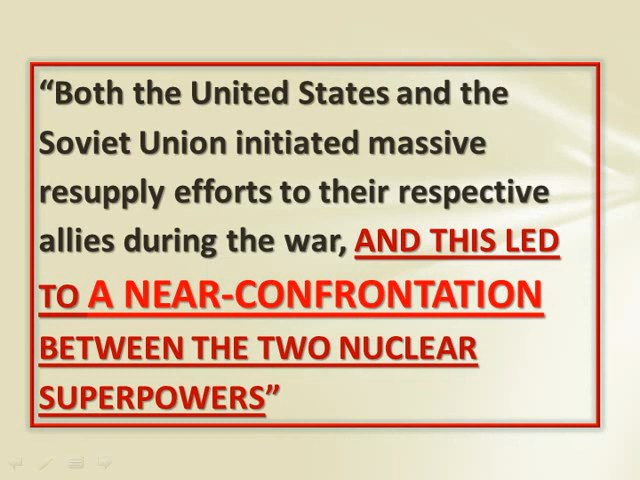 “Both the United States and the
Soviet Union initiated massive
resupply efforts to their respective
allies during the war, AND THIS LED
TO A NEAR-CONFRONTATION
BETWEEN THE TWO NUCLEAR
SUPERPOWERS”